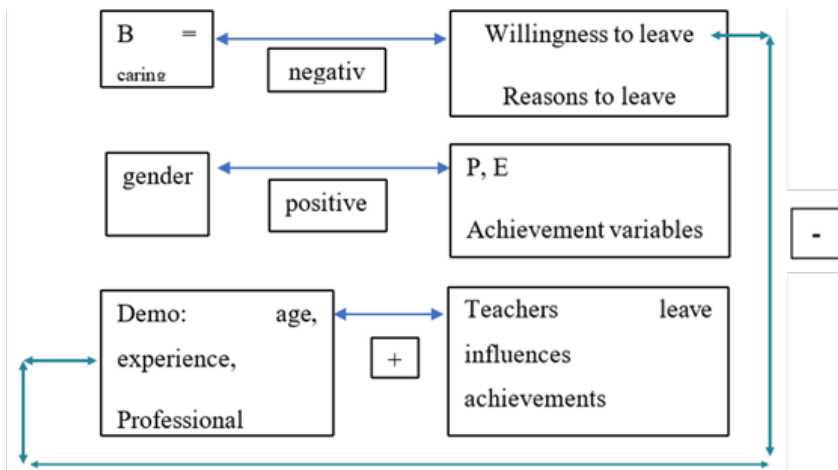 B =
caring
negativ
Willingness to leave
Reasons to leave
gender
positive
P, E
Achievement variables
-
Demo: age,
experience,
Professional
+
Teachers leave
influences
achievements